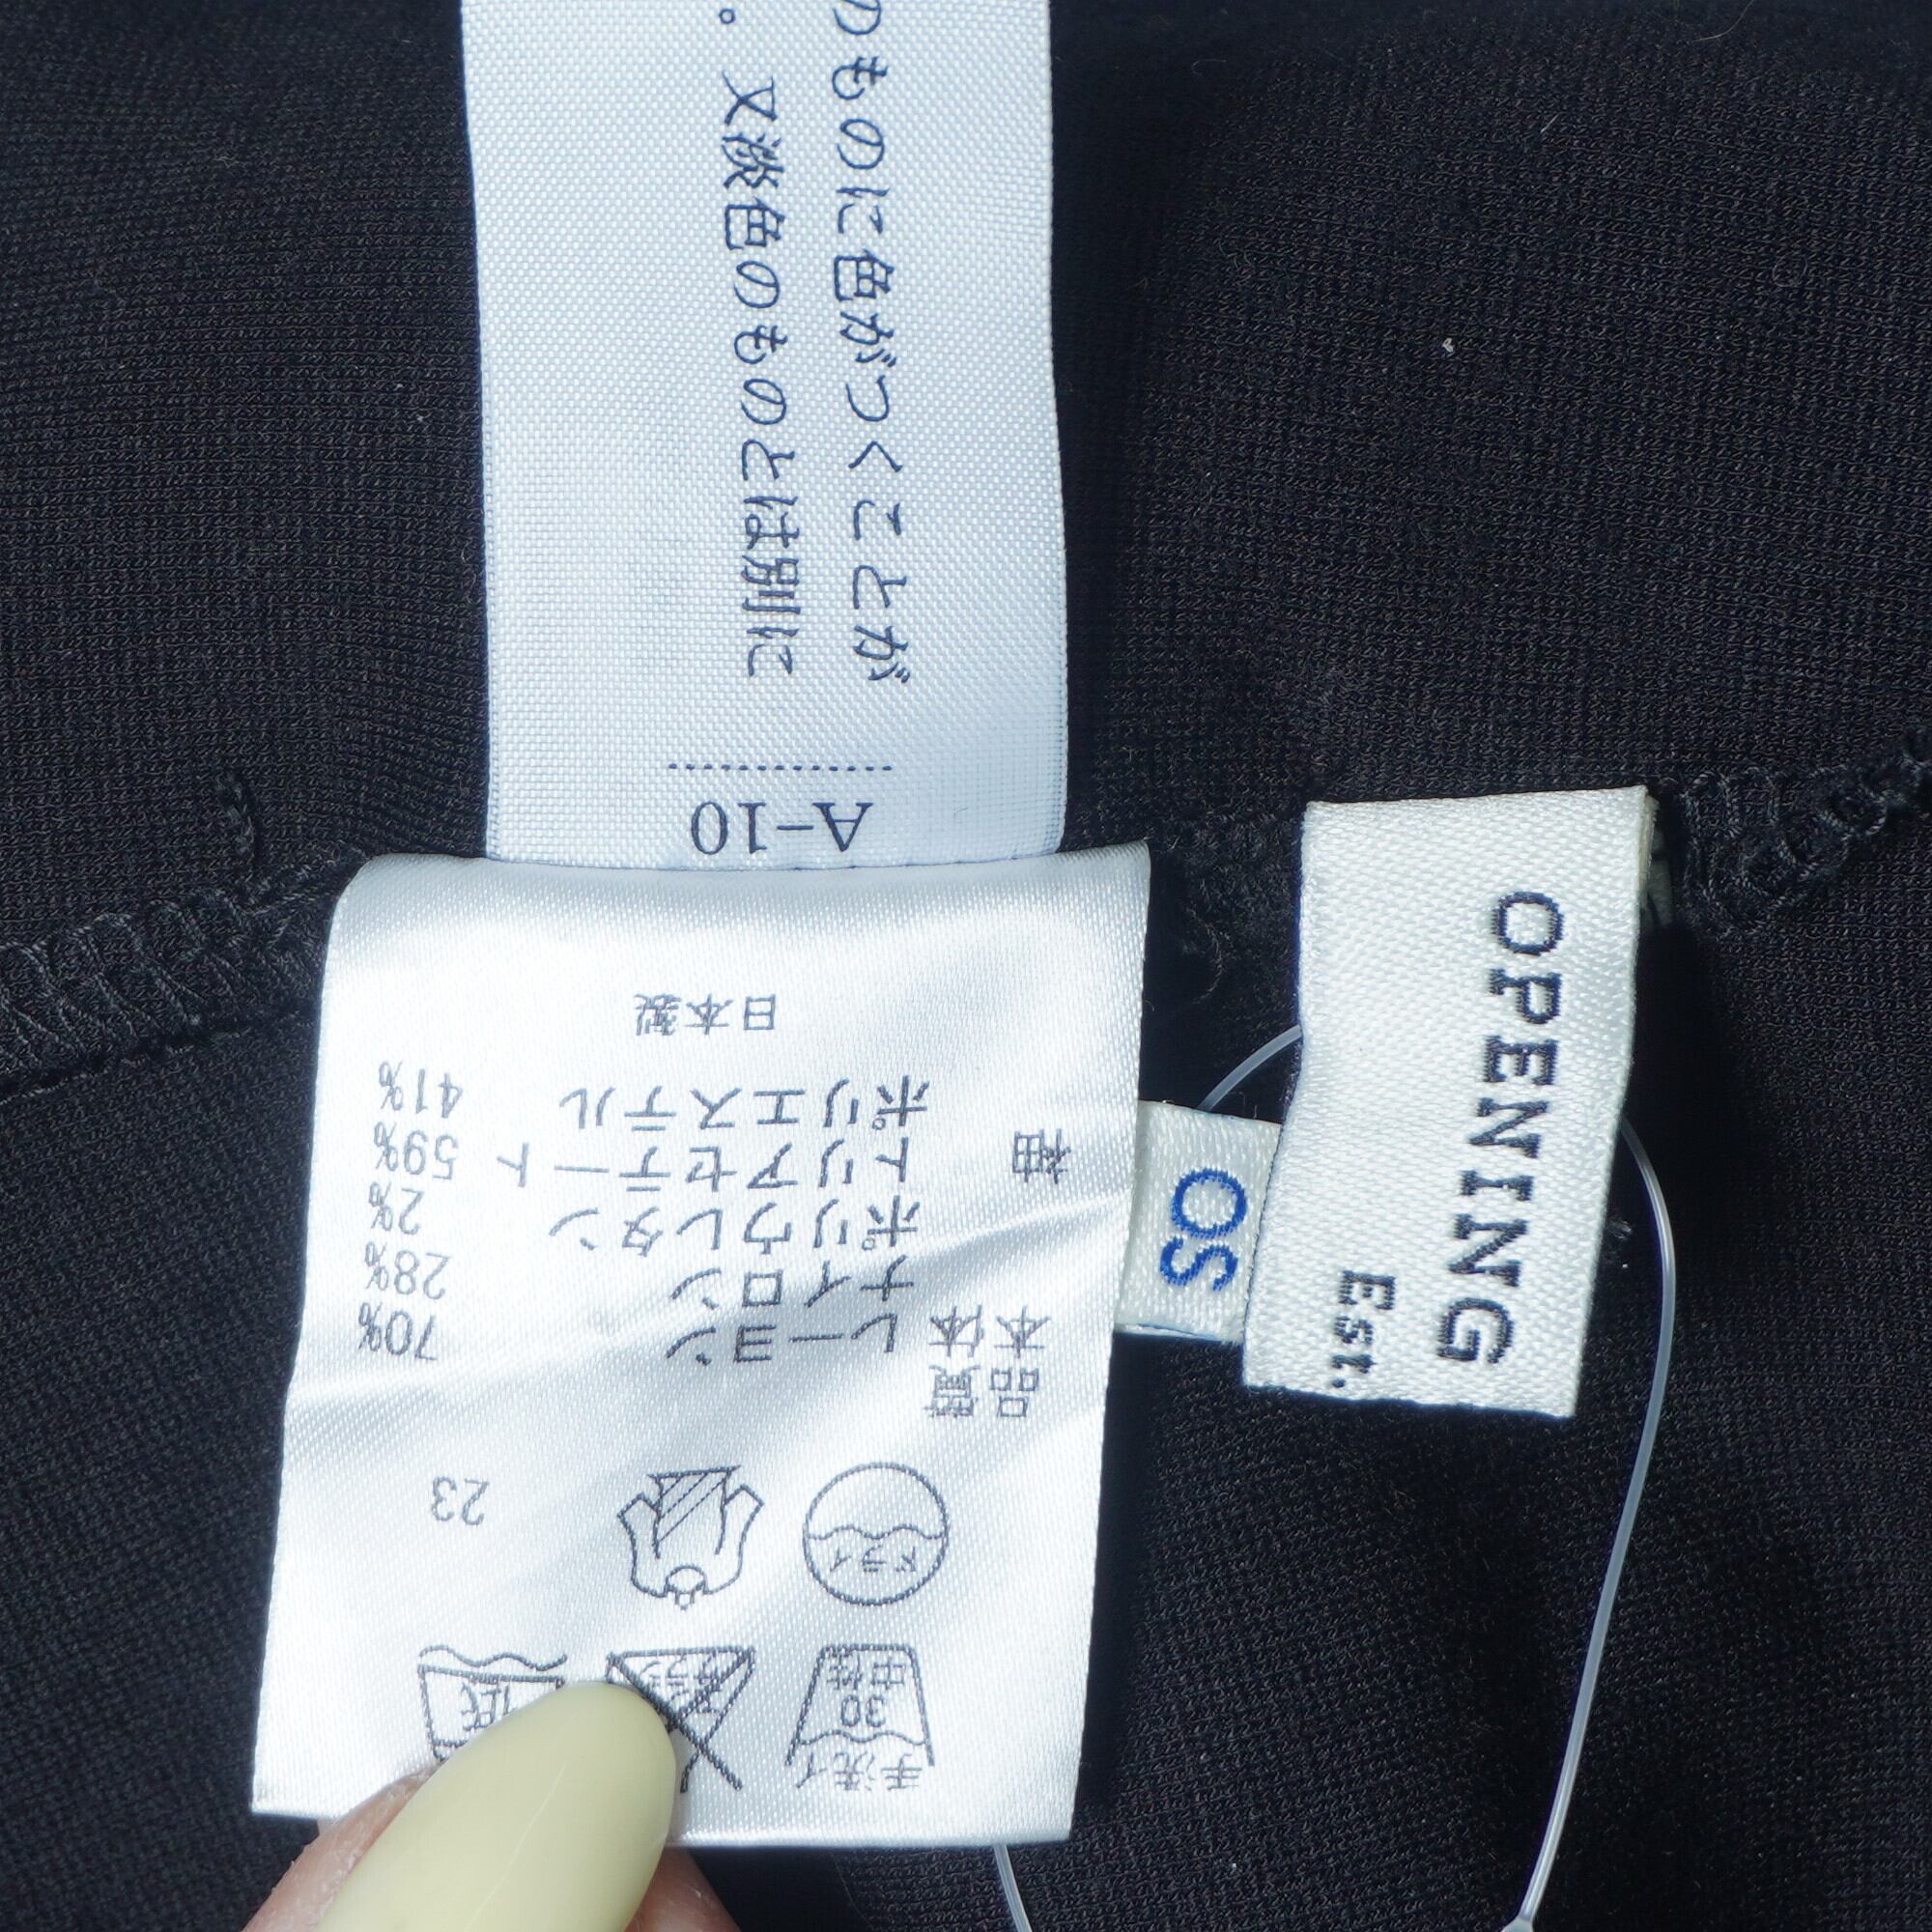 のものに色がつくことが
。又淡色のものとは別に
A-10
OPENING
Est.
OS
手洗イ
30
中性
低
ドライ
23
品質
本体
レーヨン 70%
ナイロン 28%
ポリウレタン 2%
袖
トリアセテート 59%
ポリエステル 41%
日本製